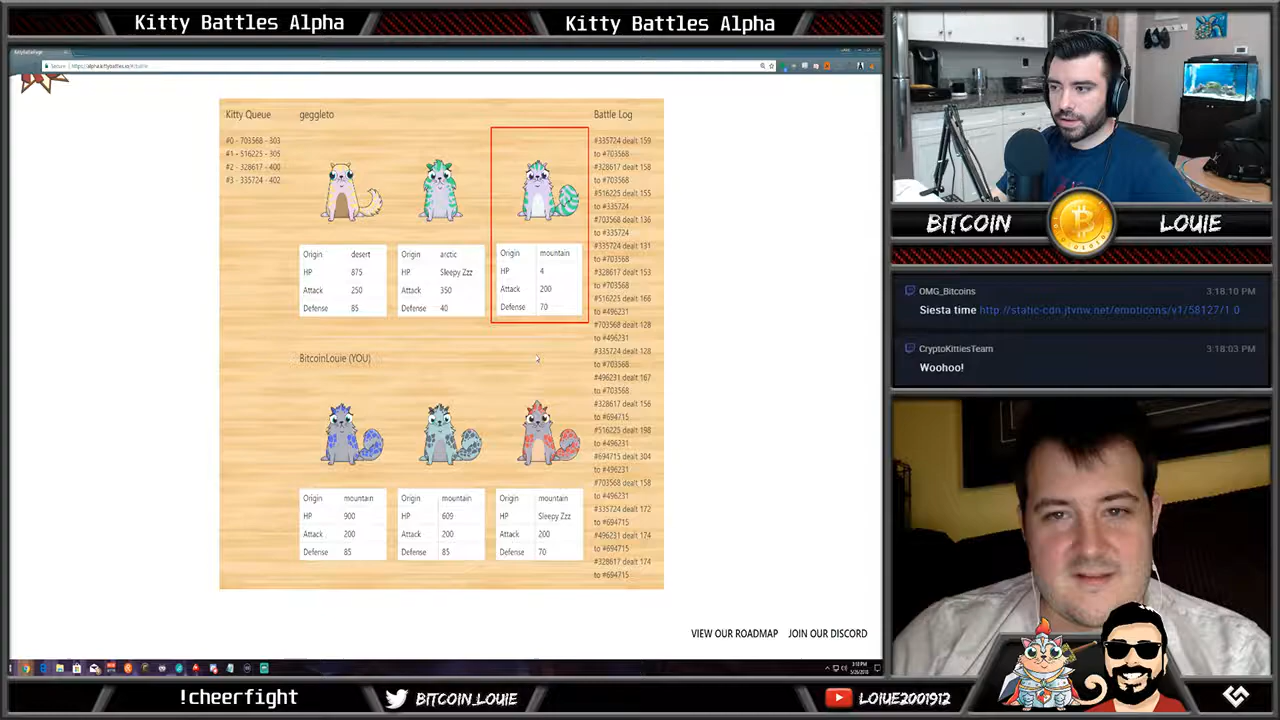 Kitty Battles Alpha
Kitty Battles Alpha
Kitty Queue
#0 - 703568 - 303
#1 - 516225 - 305
#2 - 328617 - 400
#3 - 335724 - 402
geggleto
Origin desert
HP 875
Attack 250
Defense 85
Origin arctic
HP Sleepy Zzz
Attack 350
Defense 40
Origin mountain
HP 4
Attack 200
Defense 70
BitcoinLouie (YOU)
Origin mountain
HP 900
Attack 200
Defense 85
Origin mountain
HP 609
Attack 200
Defense 85
Origin mountain
HP Sleepy Zzz
Attack 200
Defense 70
Battle Log
#335724 dealt 159
to #703568
#328617 dealt 158
to #703568
#516225 dealt 155
to #335724
#703568 dealt 136
to #335724
#335724 dealt 131
to #703568
#328617 dealt 153
to #703568
#516225 dealt 166
to #496231
#703568 dealt 128
to #496231
#335724 dealt 128
to #703568
#496231 dealt 167
to #703568
#328617 dealt 156
to #694715
#516225 dealt 198
to #496231
#694715 dealt 304
to #496231
#703568 dealt 158
to #496231
#335724 dealt 172
to #694715
#496231 dealt 174
to #694715
#328617 dealt 174
to #694715
VIEW OUR ROADMAP JOIN OUR DISCORD
BITCOIN LOUIE
OMG_Bitcoins 3:18:10 PM
Siesta time http://static-cdn.jtvnw.net/emoticons/v1/58127/1.0
CryptoKittiesTeam 3:18:03 PM
Woohoo!
!cheerfight
BITCOIN_LOUIE
LOIUE2001912